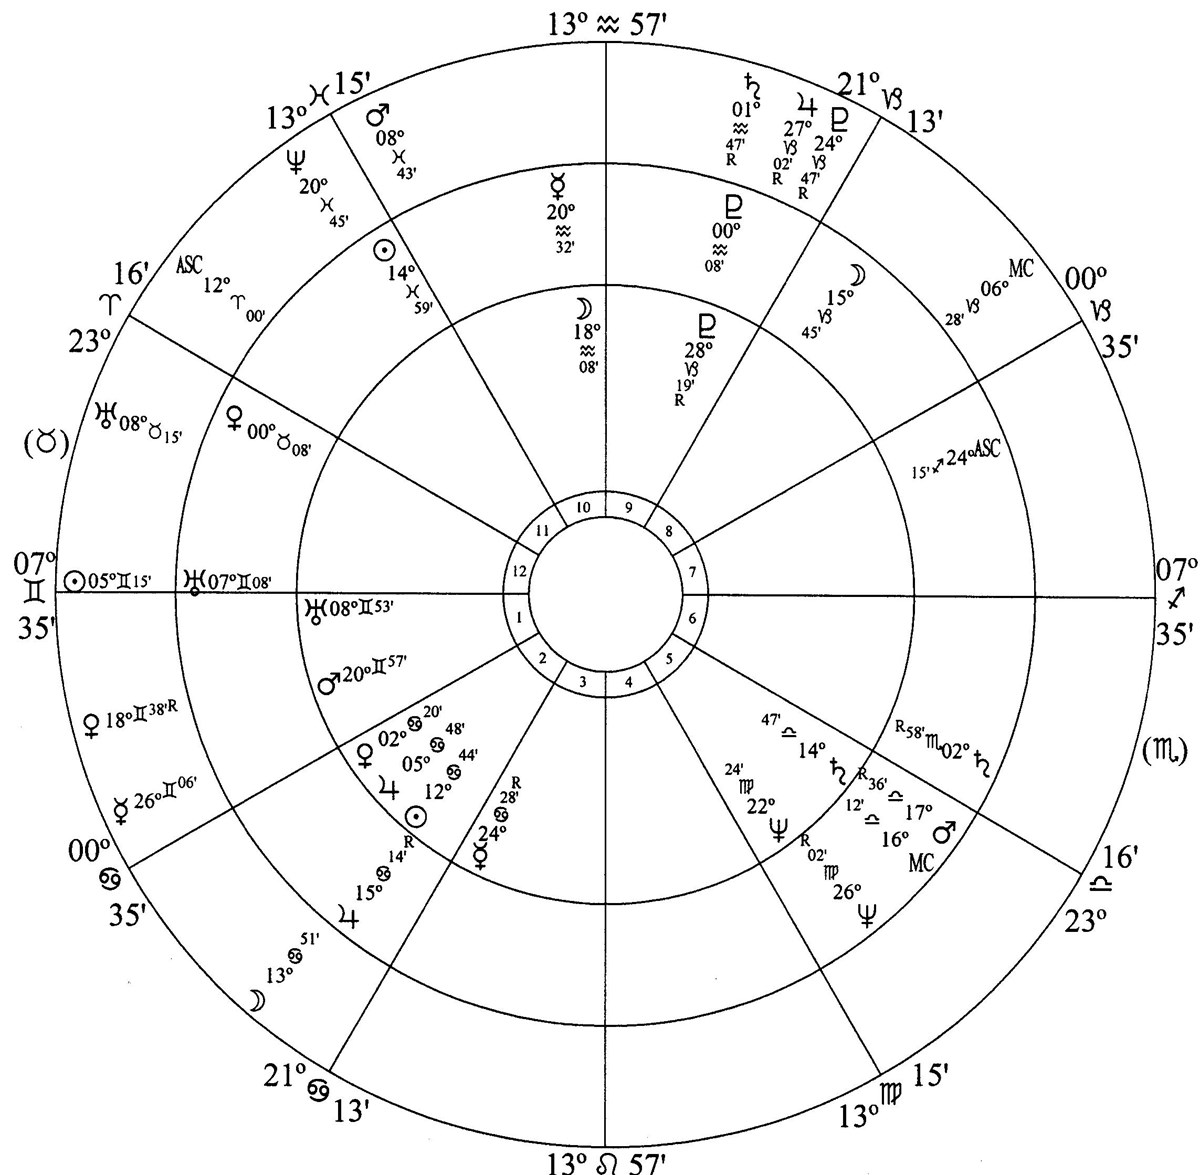 13° ♒ 57'
21° ♑ 13'
00° ♑ 35'
07° ♐ 35'
(♏)
16' ♎ 23°
15' ♍ 13°
13° ♌ 57'
21° ♋ 13'
00° ♋ 35'
07° ♊ 35'
(♉)
16' ♈ 23°
13° ♓ 15'
♄ 01° ♒ 47' R
♃ 27° ♑ 02' R
♇ 24° ♑ 47' R
MC 06° ♑ 28'
♂ 08° ♓ 43'
♆ 20° ♓ 45'
ASC 12° ♈ 00'
♅ 08° ♉ 15'
☉ 05° ♊ 15'
♀ 18° ♊ 38' R
☿ 26° ♊ 06'
☽ 13° ♋ 51'
☿ 20° ♒ 32'
♇ 00° ♒ 08'
☽ 15° ♑ 45'
15' ♐ 24° ASC
☉ 14° ♓ 59'
♀ 00° ♉ 08'
♅ 07° ♊ 08'
♃ 15° ♋ 14' R
R 02' ♍ 26° ♆
12' ♎ 16° MC
R 36' ♎ 17° ♂
R 58' ♏ 02° ♄
☽ 18° ♒ 08'
♇ 28° ♑ 19' R
♅ 08° ♊ 53'
♂ 20° ♊ 57'
♀ 02° ♋ 20'
♃ 05° ♋ 48'
☉ 12° ♋ 44'
☿ 24° ♋ 28' R
24' ♍ 22° ♆
47' ♎ 14° ♄
1
2
3
4
5
6
7
8
9
10
11
12